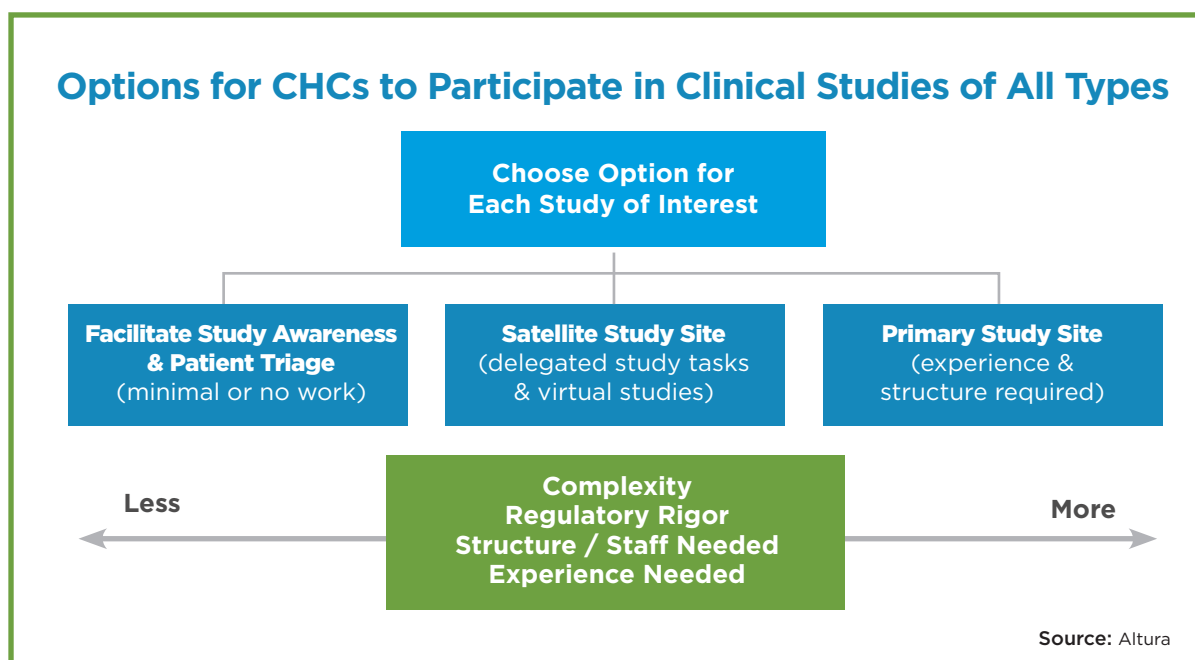 Options for CHCs to Participate in Clinical Studies of All Types
Choose Option for
Each Study of Interest
Facilitate Study Awareness
& Patient Triage
(minimal or no work)
Satellite Study Site
(delegated study tasks
& virtual studies)
Primary Study Site
(experience &
structure required)
Less
Complexity
Regulatory Rigor
Structure / Staff Needed
Experience Needed
More
Source: Altura